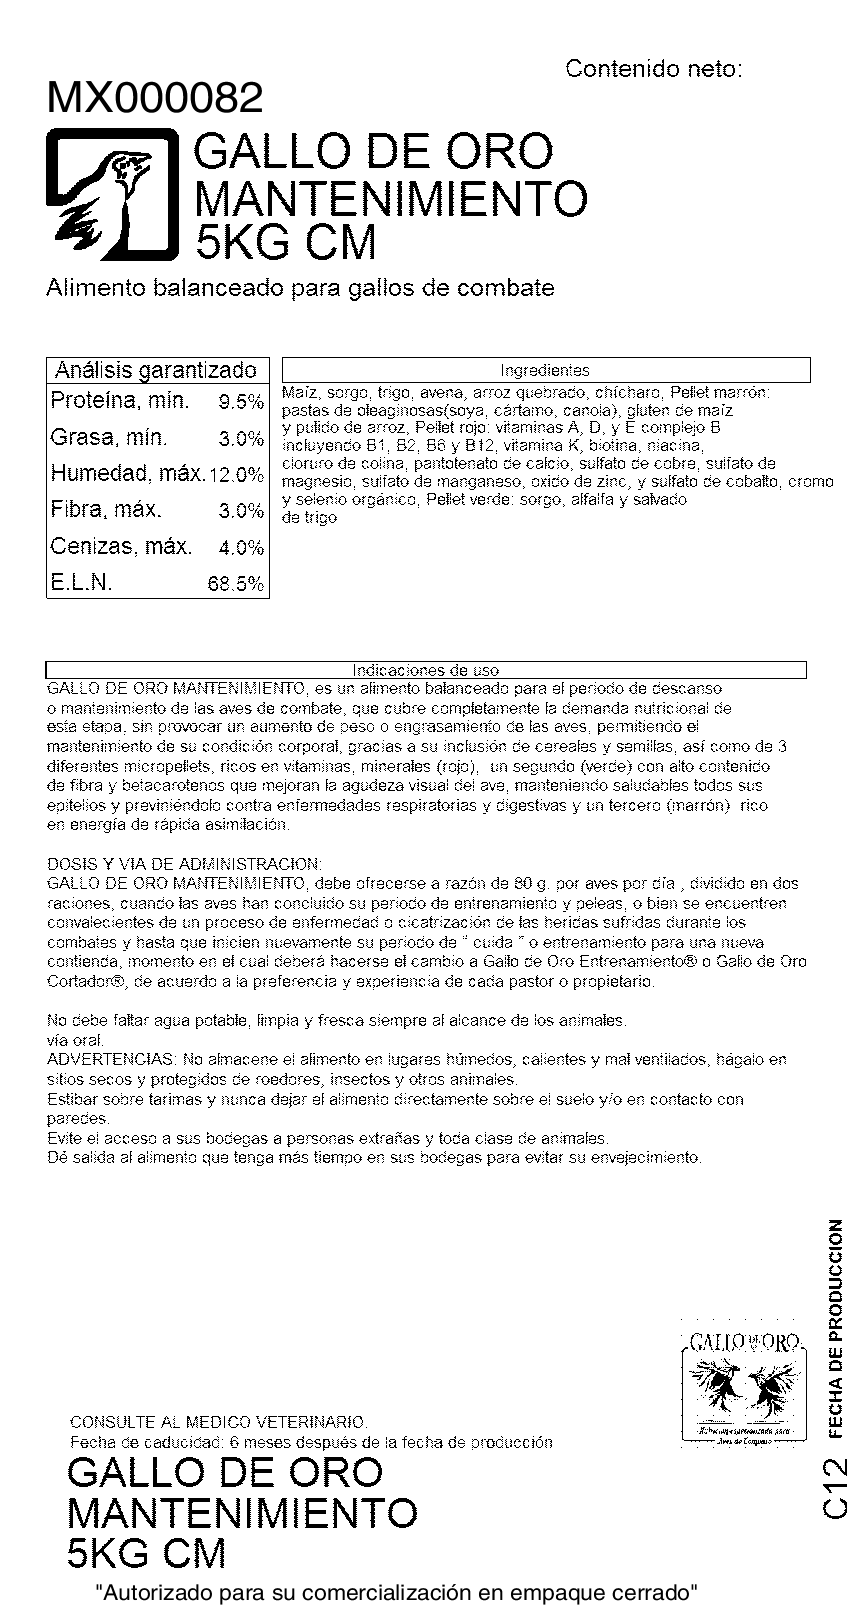 Contenido neto:
MX000082
GALLO DE ORO
MANTENIMIENTO
5KG CM
Alimento balanceado para gallos de combate
Análisis garantizado
Proteína, mín. 9.5%
Grasa, mín. 3.0%
Humedad, máx. 12.0%
Fibra, máx. 3.0%
Cenizas, máx. 4.0%
E.L.N. 68.5%
Ingredientes
Maíz, sorgo, trigo, avena, arroz quebrado, chícharo, Pellet marrón:
pastas de oleaginosas(soya, cártamo, canola), gluten de maíz
y pulido de arroz, Pellet rojo: vitaminas A, D, y E complejo B
incluyendo B1, B2, B6 y B12, vitamina K, biotina, niacina,
cloruro de colina, pantotenato de calcio, sulfato de cobre, sulfato de
magnesio, sulfato de manganeso, oxido de zinc, y sulfato de cobalto, cromo
y selenio orgánico, Pellet verde: sorgo, alfalfa y salvado
de trigo
Indicaciones de uso
GALLO DE ORO MANTENIMIENTO, es un alimento balanceado para el periodo de descanso
o mantenimiento de las aves de combate, que cubre completamente la demanda nutricional de
esta etapa, sin provocar un aumento de peso o engrasamiento de las aves, permitiendo el
mantenimiento de su condición corporal, gracias a su inclusión de cereales y semillas, así como de 3
diferentes micropellets, ricos en vitaminas, minerales (rojo), un segundo (verde) con alto contenido
de fibra y betacarotenos que mejoran la agudeza visual del ave, manteniendo saludables todos sus
epitelios y previniéndolo contra enfermedades respiratorias y digestivas y un tercero (marrón) rico
en energía de rápida asimilación.
DOSIS Y VIA DE ADMINISTRACION:
GALLO DE ORO MANTENIMIENTO, debe ofrecerse a razón de 80 g. por aves por día , dividido en dos
raciones, cuando las aves han concluido su periodo de entrenamiento y peleas, o bien se encuentren
convalecientes de un proceso de enfermedad o cicatrización de las heridas sufridas durante los
combates y hasta que inicien nuevamente su periodo de " cuida " o entrenamiento para una nueva
contienda, momento en el cual deberá hacerse el cambio a Gallo de Oro Entrenamiento® o Gallo de Oro
Cortador®, de acuerdo a la preferencia y experiencia de cada pastor o propietario.
No debe faltar agua potable, limpia y fresca siempre al alcance de los animales.
vía oral.
ADVERTENCIAS: No almacene el alimento en lugares húmedos, calientes y mal ventilados, hágalo en
sitios secos y protegidos de roedores, insectos y otros animales.
Estibar sobre tarimas y nunca dejar el alimento directamente sobre el suelo y/o en contacto con
paredes.
Evite el acceso a sus bodegas a personas extrañas y toda clase de animales.
Dé salida al alimento que tenga más tiempo en sus bodegas para evitar su envejecimiento.
FECHA DE PRODUCCION
C12
GALLO DE ORO
Aves de Combate
CONSULTE AL MEDICO VETERINARIO.
Fecha de caducidad: 6 meses después de la fecha de producción
GALLO DE ORO
MANTENIMIENTO
5KG CM
"Autorizado para su comercialización en empaque cerrado"